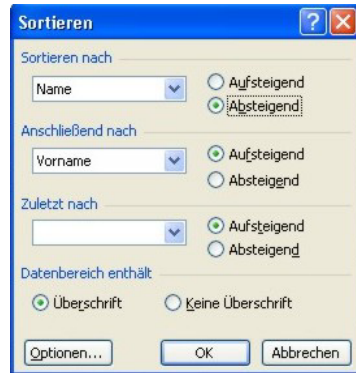 Sortieren
Sortieren nach
Name
Aufsteigend
Absteigend
Anschließend nach
Vorname
Aufsteigend
Absteigend
Zuletzt nach
Aufsteigend
Absteigend
Datenbereich enthält
Überschrift Keine Überschrift
Optionen... OK Abbrechen